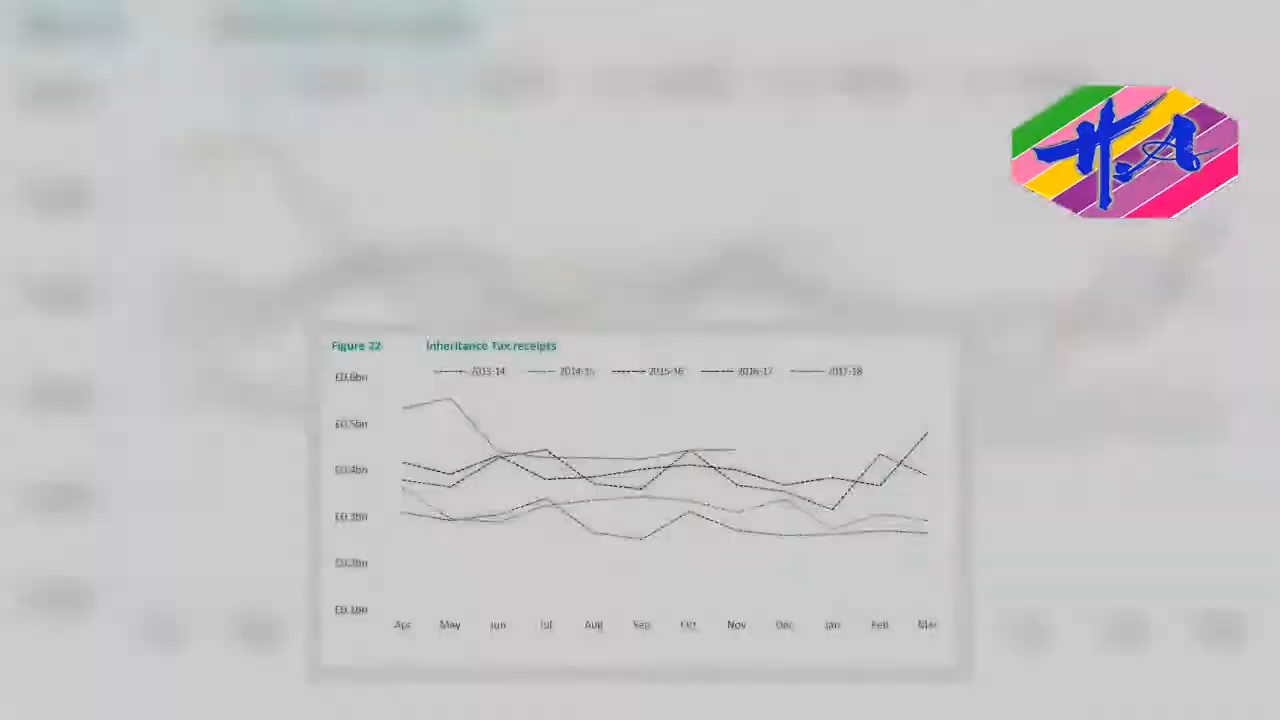 Figure 22 Inheritance Tax receipts
2013-14 2014-15 2015-16 2016-17 2017-18
£0.6bn
£0.5bn
£0.4bn
£0.3bn
£0.2bn
£0.1bn
Apr May Jun Jul Aug Sep Oct Nov Dec Jan Feb Mar